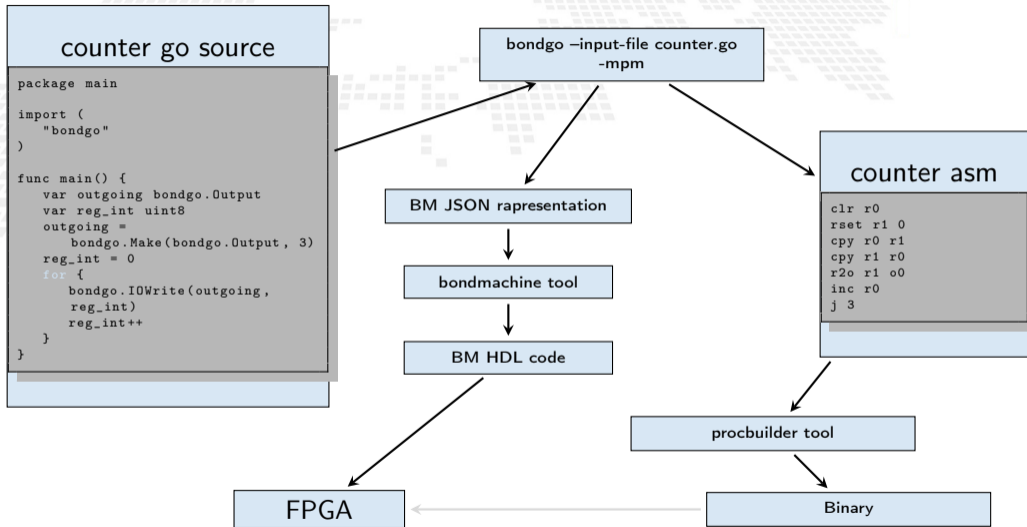 counter go source
package main
import (
"bondgo"
)
func main() {
var outgoing bondgo.Output
var reg_int uint8
outgoing =
bondgo.Make(bondgo.Output, 3)
reg_int = 0
for {
bondgo.IOWrite(outgoing,
reg_int)
reg_int++
}
}
bondgo –input-file counter.go
-mpm
BM JSON rapresentation
bondmachine tool
BM HDL code
FPGA
counter asm
clr r0
rset r1 0
cpy r0 r1
cpy r1 r0
r2o r1 o0
inc r0
j 3
procbuilder tool
Binary